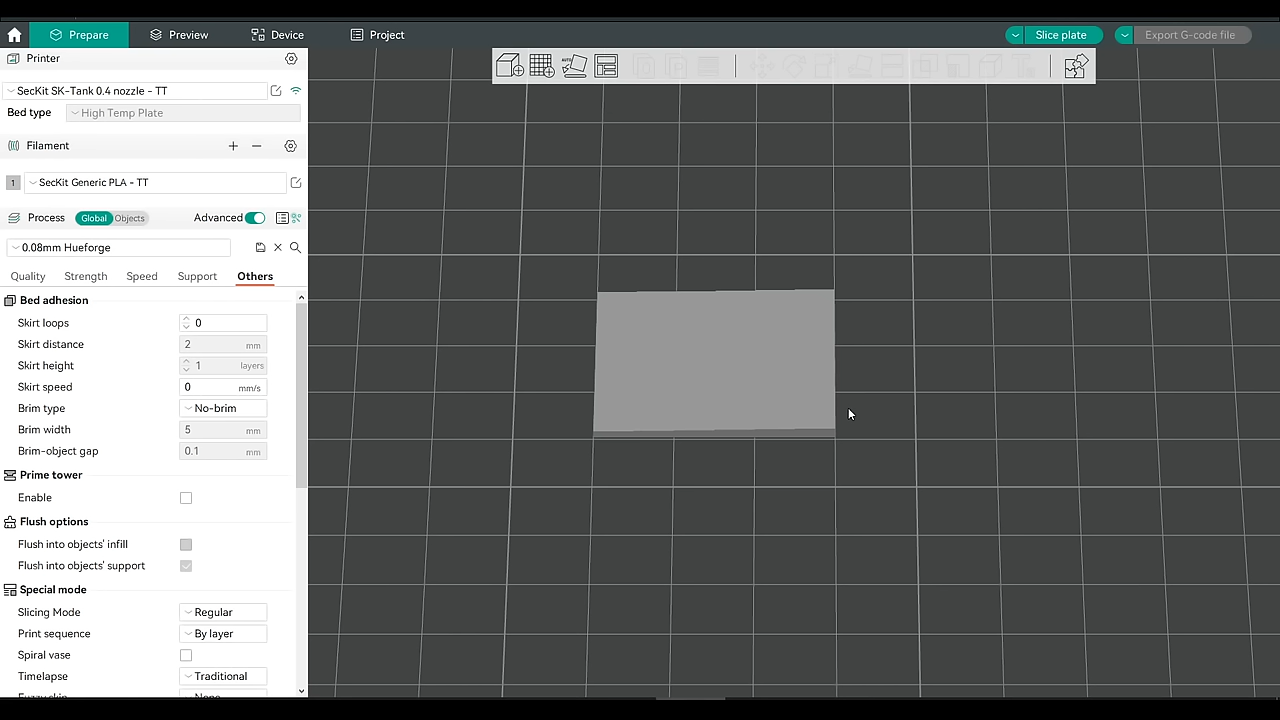 Prepare Preview Device Project Slice plate Export G-code file
Printer
SecKit SK-Tank 0.4 nozzle - TT
Bed type High Temp Plate
Filament
1 SecKit Generic PLA - TT
Process Global Objects Advanced
0.08mm Hueforge
Quality Strength Speed Support Others
Bed adhesion
Skirt loops 0
Skirt distance 2 mm
Skirt height 1 layers
Skirt speed 0 mm/s
Brim type No-brim
Brim width 5 mm
Brim-object gap 0.1 mm
Prime tower
Enable
Flush options
Flush into objects' infill
Flush into objects' support
Special mode
Slicing Mode Regular
Print sequence By layer
Spiral vase
Timelapse Traditional
Fuzzy skin None